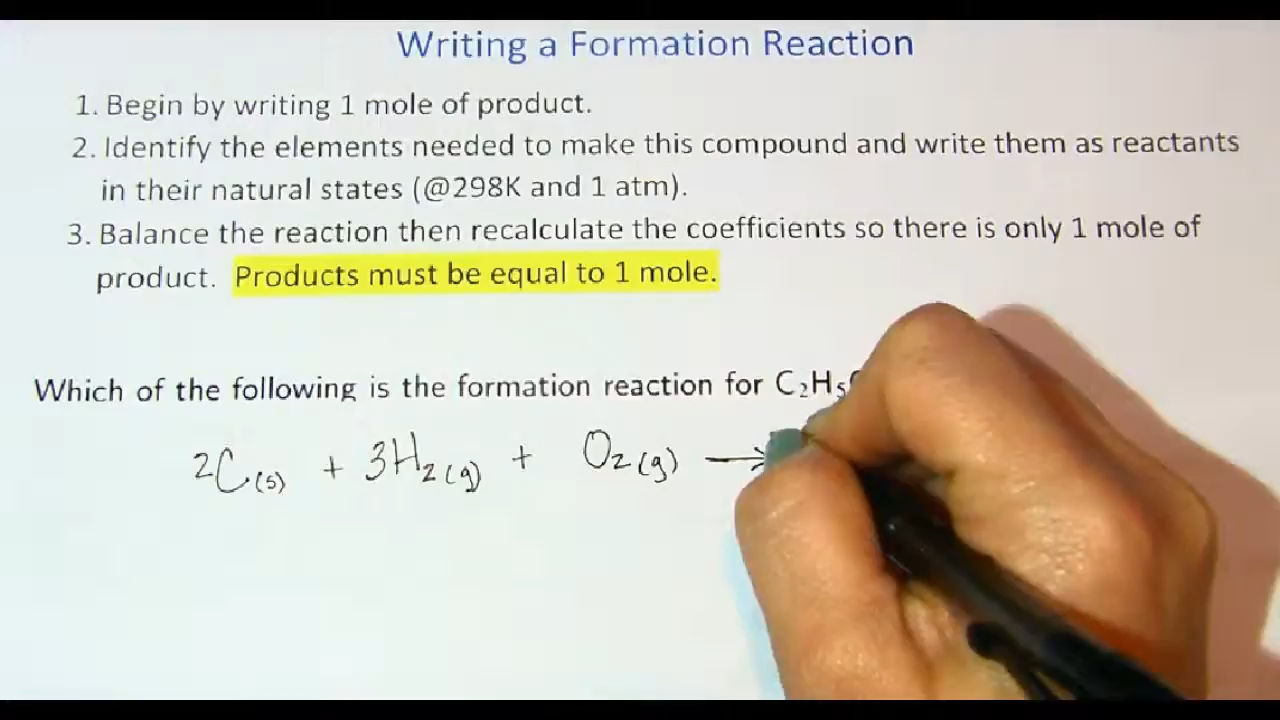 Writing a Formation Reaction
1. Begin by writing 1 mole of product.
2. Identify the elements needed to make this compound and write them as reactants
in their natural states (@298K and 1 atm).
3. Balance the reaction then recalculate the coefficients so there is only 1 mole of
product. Products must be equal to 1 mole.
Which of the following is the formation reaction for C₂H₅
2C(s) + 3H₂(g) + O₂(g) →